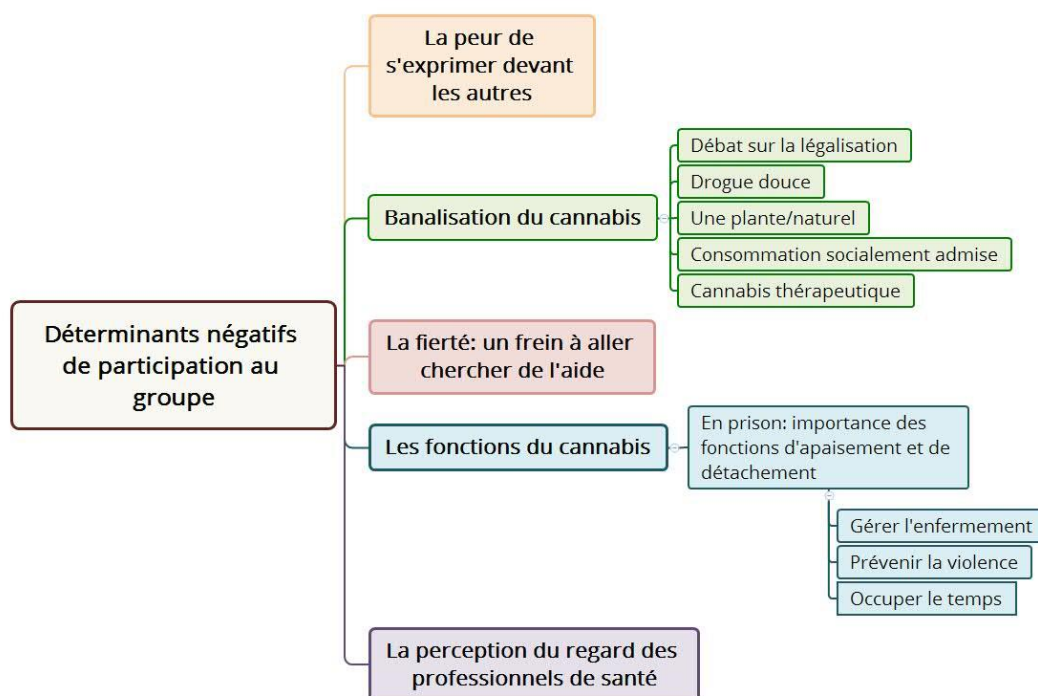 La peur de
s'exprimer devant
les autres
Débat sur la légalisation
Drogue douce
Banalisation du cannabis
Une plante/naturel
Consommation socialement admise
Cannabis thérapeutique
Déterminants négatifs
de participation au
groupe
La fierté: un frein à aller
chercher de l'aide
Les fonctions du cannabis
En prison: importance des
fonctions d'apaisement et de
détachement
Gérer l'enfermement
Prévenir la violence
Occuper le temps
La perception du regard des
professionnels de santé